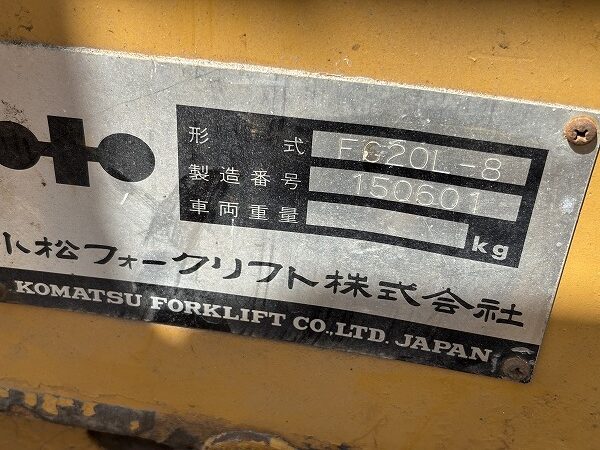 形式 FG20L-8
製造番号 150601
車両重量 kg
小松フォークリフト株式会社
KOMATSU FORKLIFT CO.,LTD. JAPAN